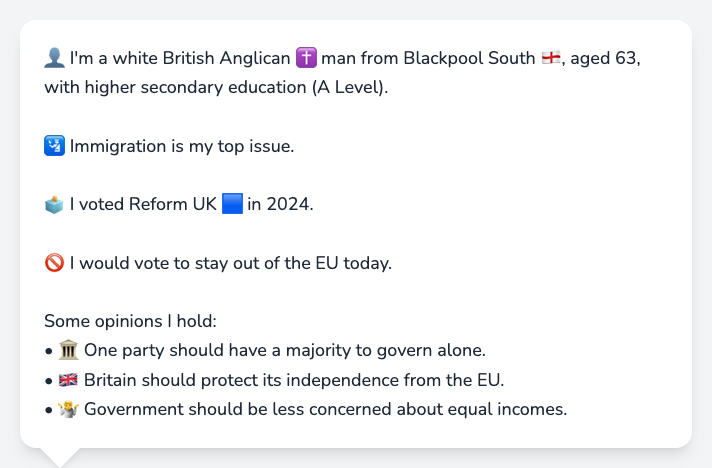 👤 I'm a white British Anglican ✝️ man from Blackpool South 🏴󠁧󠁢󠁥󠁮󠁧󠁿, aged 63,
with higher secondary education (A Level).
🛂 Immigration is my top issue.
🗳️ I voted Reform UK 🟦 in 2024.
🚫 I would vote to stay out of the EU today.
Some opinions I hold:
• 🏛️ One party should have a majority to govern alone.
• 🇬🇧 Britain should protect its independence from the EU.
• 🤷 Government should be less concerned about equal incomes.